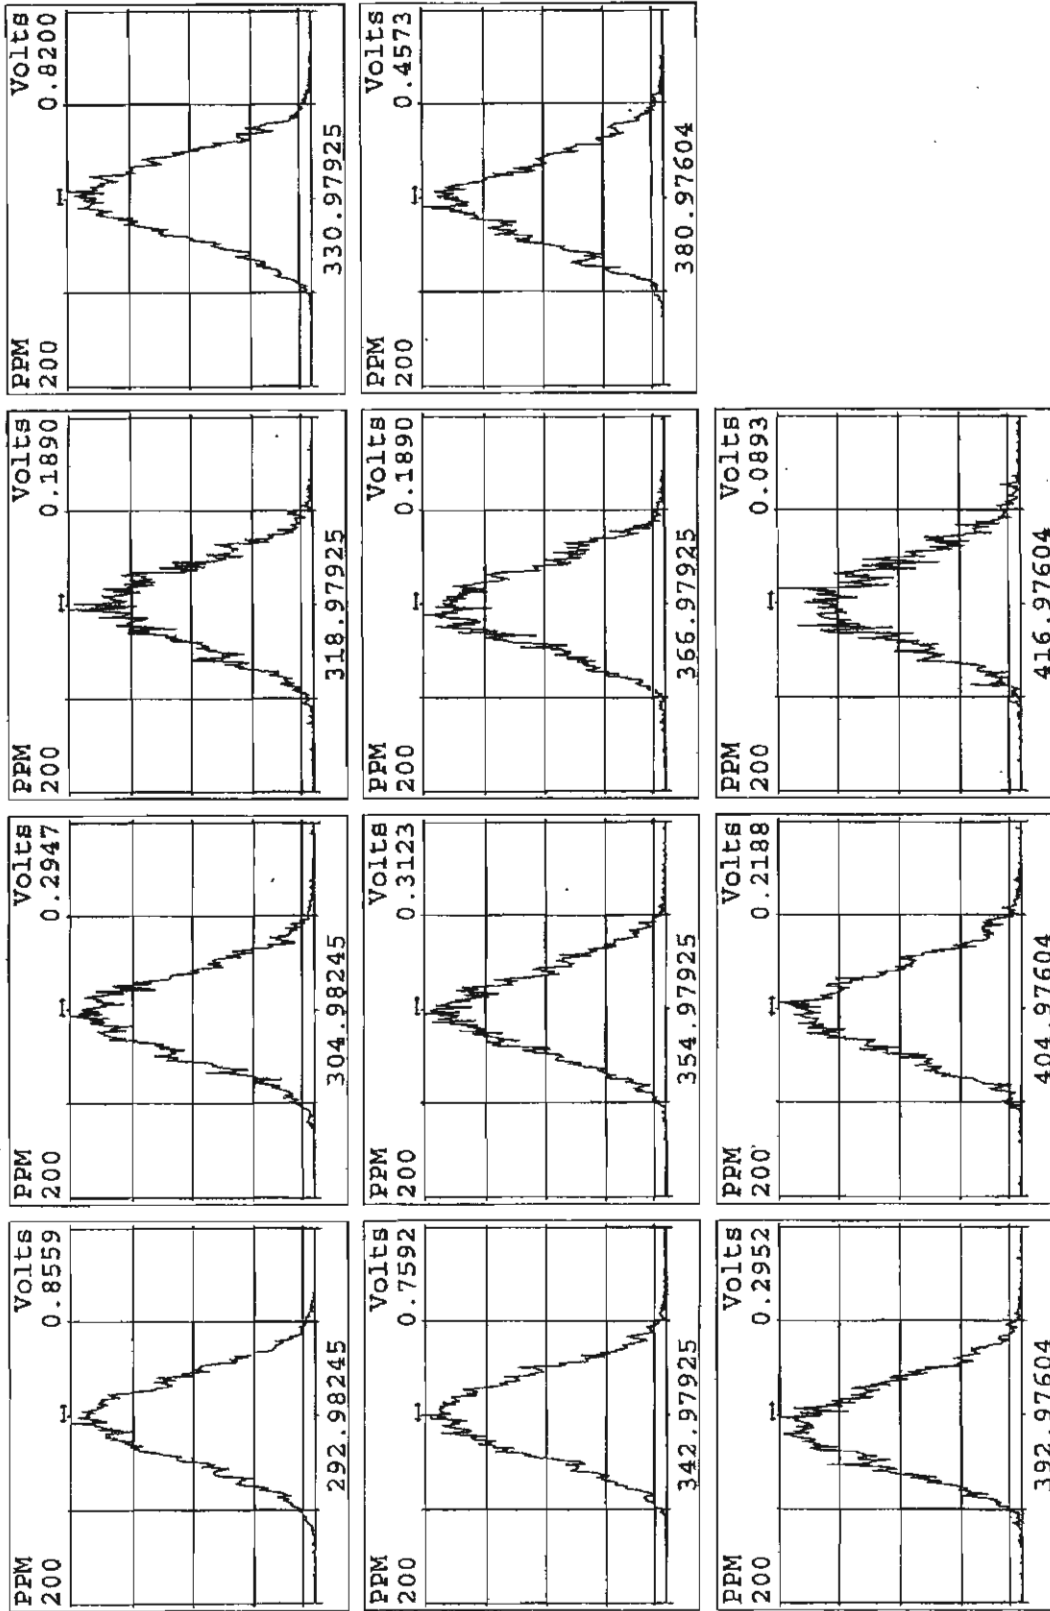 PPM Volts
200 0.8559
292.98245
PPM Volts
200 0.2947
304.98245
PPM Volts
200 0.1890
318.97925
PPM Volts
200 0.8200
330.97925
PPM Volts
200 0.7592
342.97925
PPM Volts
200 0.3123
354.97925
PPM Volts
200 0.1890
366.97925
PPM Volts
200 0.4573
380.97604
PPM Volts
200 0.2952
392.97604
PPM Volts
200 0.2188
404.97604
PPM Volts
200 0.0893
416.97604